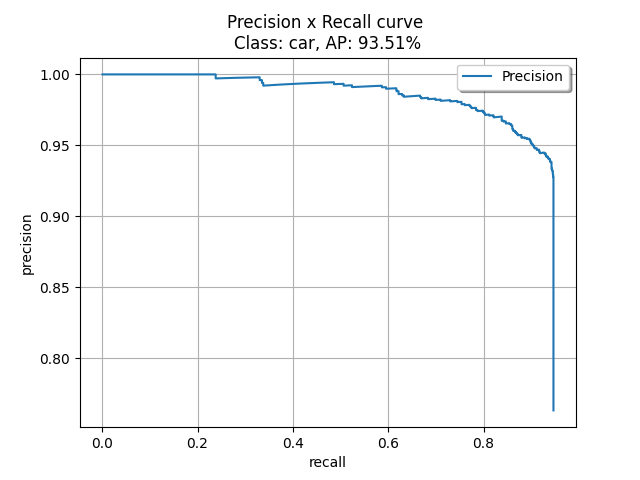 Precision x Recall curve
Class: car, AP: 93.51%
Precision
1.00
0.95
0.90
0.85
0.80
precision
0.0 0.2 0.4 0.6 0.8
recall